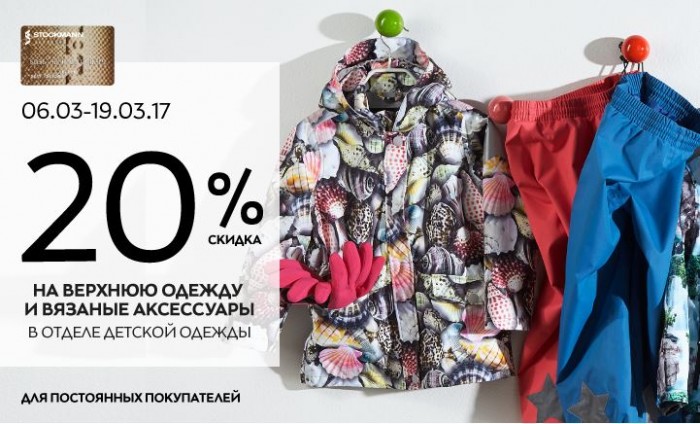 STOCKMANN
06.03-19.03.17
20%
СКИДКА
НА ВЕРХНЮЮ ОДЕЖДУ
И ВЯЗАНЫЕ АКСЕССУАРЫ
В ОТДЕЛЕ ДЕТСКОЙ ОДЕЖДЫ
ДЛЯ ПОСТОЯННЫХ ПОКУПАТЕЛЕЙ